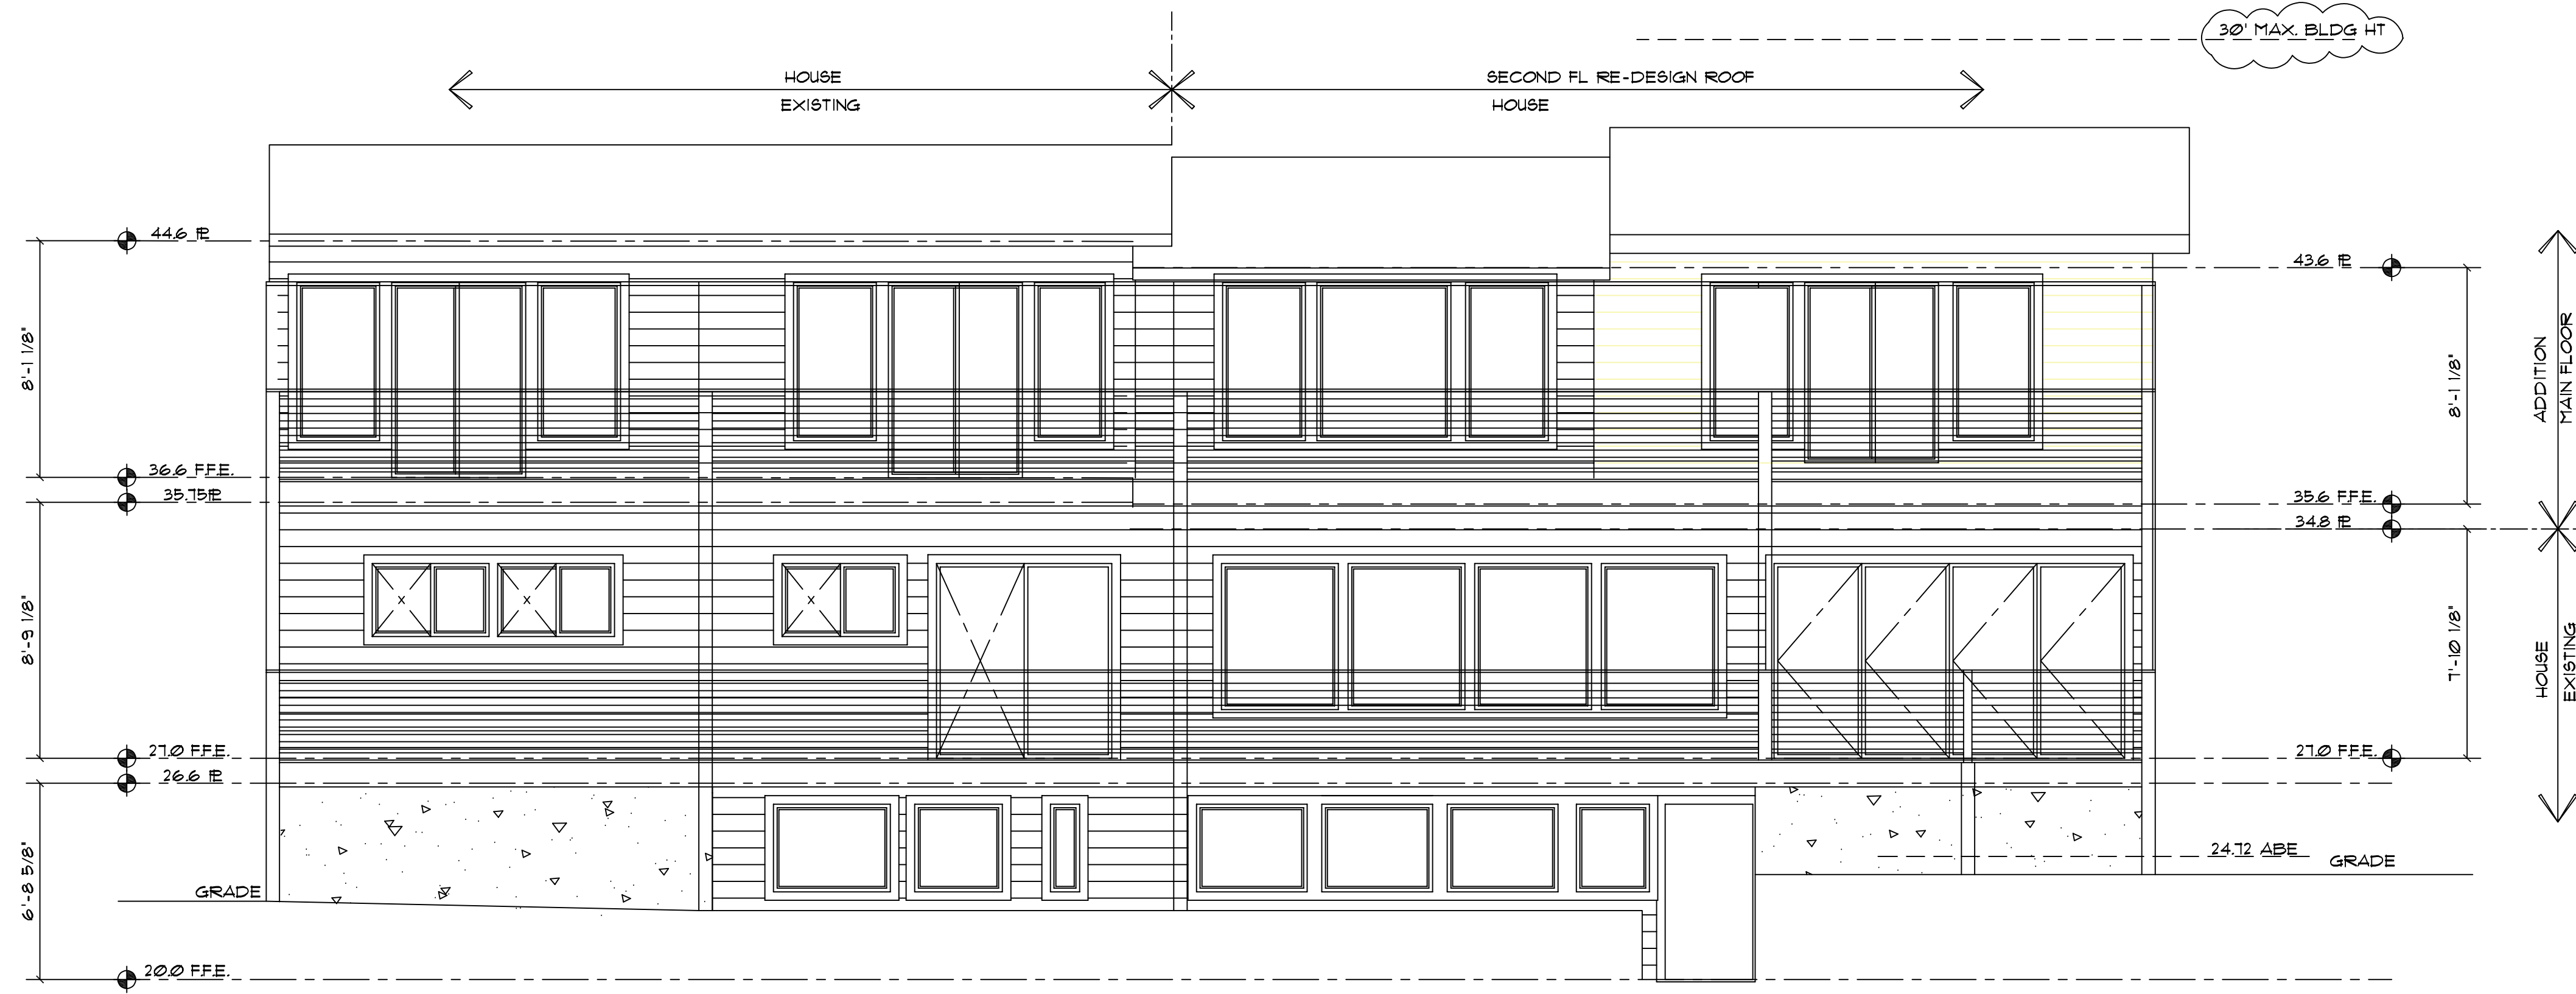 30' MAX. BLDG HT
HOUSE
EXISTING
SECOND FL RE-DESIGN ROOF
HOUSE
44.6 PL
43.6 PL
8'-1 1/8"
8'-1 1/8"
ADDITION
MAIN FLOOR
36.6 F.F.E.
35.75 PL
35.6 F.F.E.
34.8 PL
X
X
X
8'-9 1/8"
7'-10 1/8"
HOUSE
EXISTING
27.0 F.F.E.
27.0 F.F.E.
26.6 PL
24.72 ABE
GRADE
GRADE
6'-8 5/8"
20.0 F.F.E.